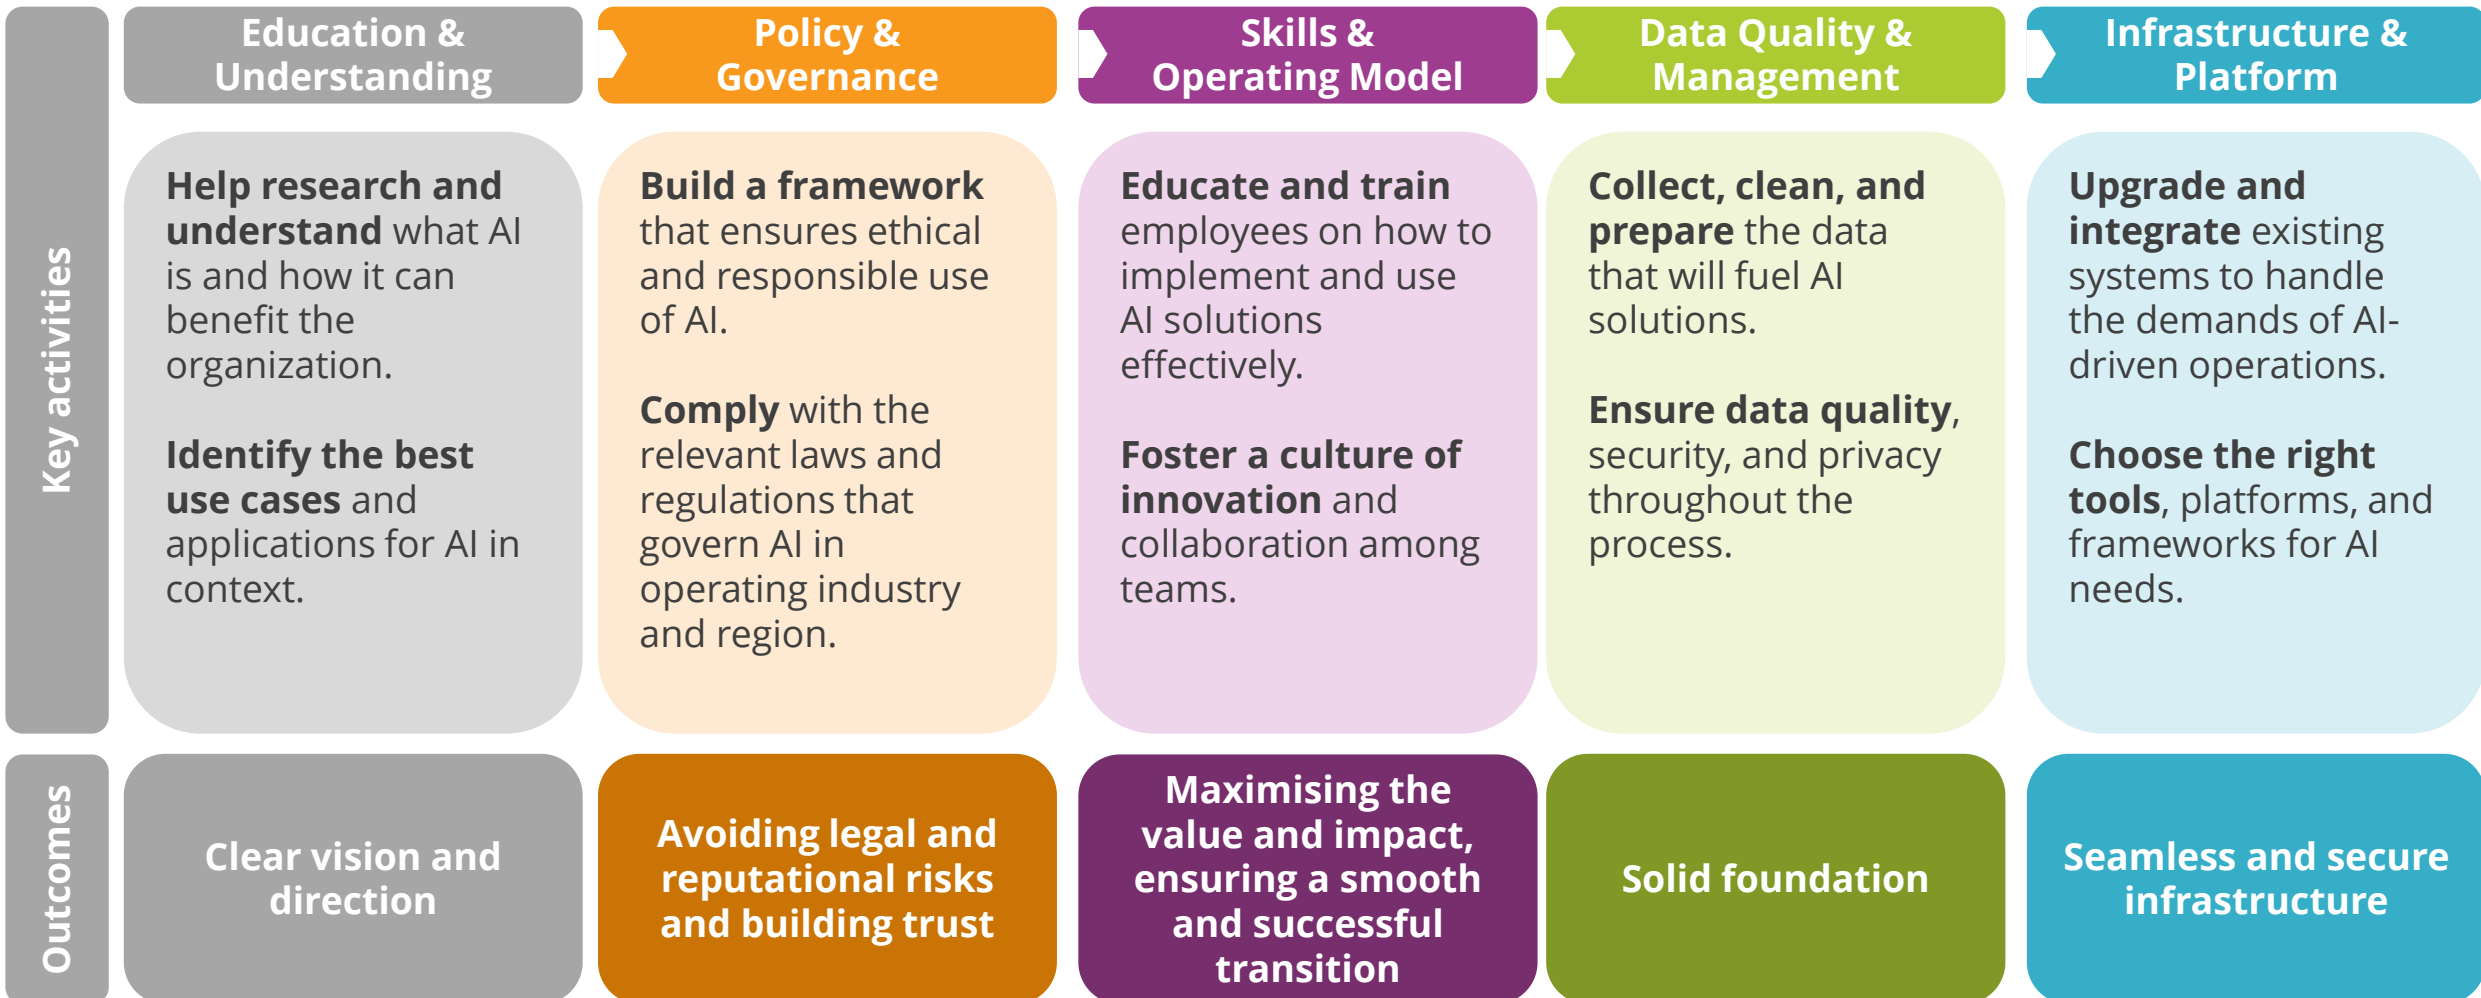 Education &
Understanding
Policy &
Governance
Skills &
Operating Model
Data Quality &
Management
Infrastructure &
Platform
Key activities
Help research and
understand what AI
is and how it can
benefit the
organization.
Identify the best
use cases and
applications for AI in
context.
Build a framework
that ensures ethical
and responsible use
of AI.
Comply with the
relevant laws and
regulations that
govern AI in
operating industry
and region.
Educate and train
employees on how to
implement and use
AI solutions
effectively.
Foster a culture of
innovation and
collaboration among
teams.
Collect, clean, and
prepare the data
that will fuel AI
solutions.
Ensure data quality,
security, and privacy
throughout the
process.
Upgrade and
integrate existing
systems to handle
the demands of AI-
driven operations.
Choose the right
tools, platforms, and
frameworks for AI
needs.
Outcomes
Clear vision and
direction
Avoiding legal and
reputational risks
and building trust
Maximising the
value and impact,
ensuring a smooth
and successful
transition
Solid foundation
Seamless and secure
infrastructure